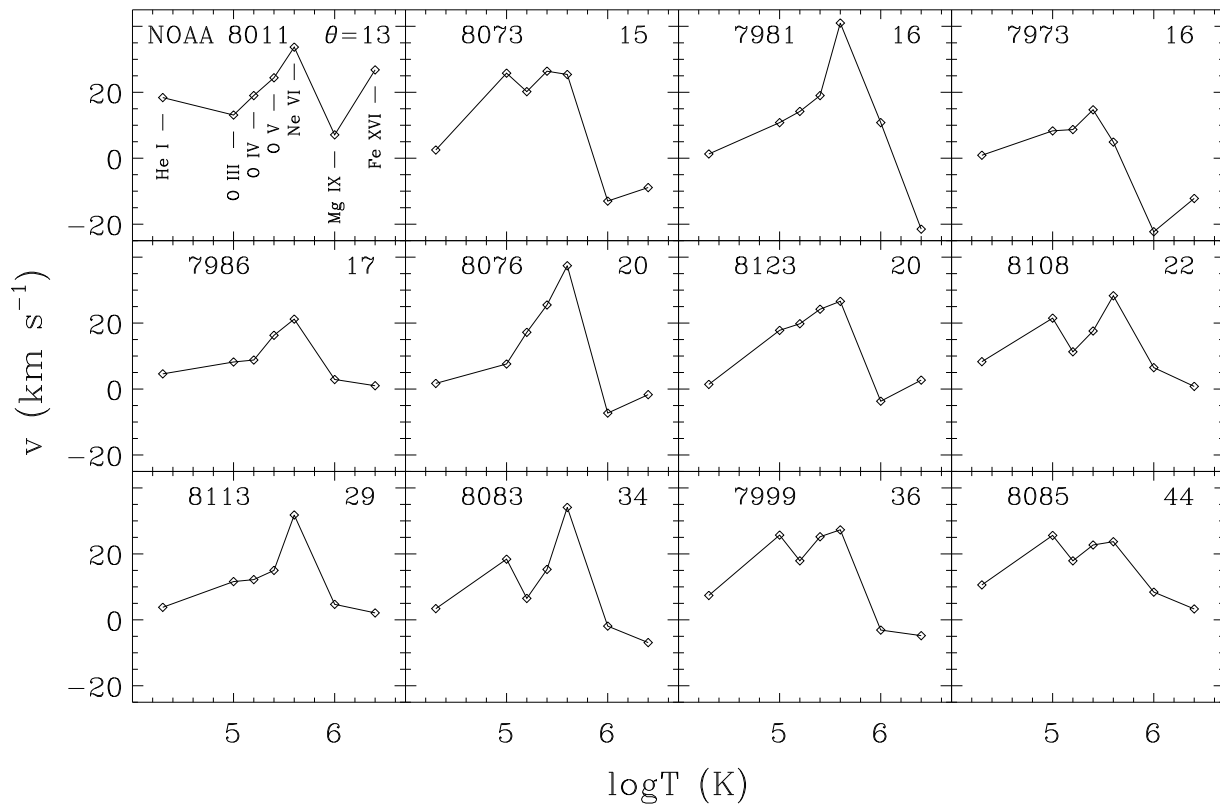 NOAA 8011 θ=13
8073 15
7981 16
7973 16
He I
O III
O IV
O V
Ne VI
Mg IX
Fe XVI
20
0
−20
7986 17
8076 20
8123 20
8108 22
20
0
−20
8113 29
8083 34
7999 36
8085 44
20
0
−20
5 6 5 6 5 6 5 6
v (km s⁻¹)
logT (K)